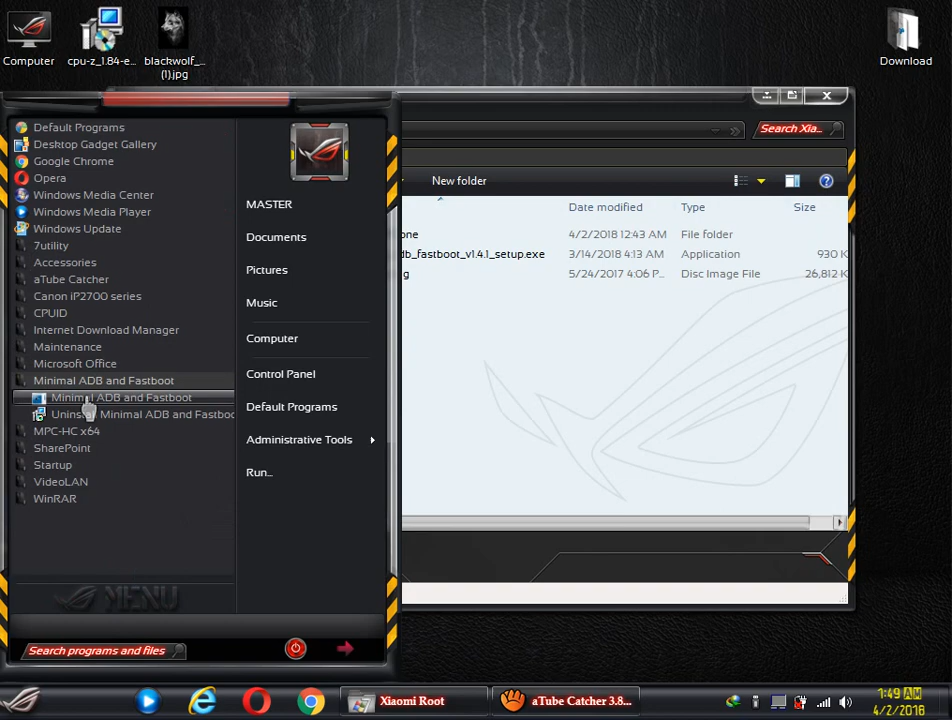 Computer
cpu-z_1.84-e...
blackwolf_...
(1).jpg
Download
Default Programs
Desktop Gadget Gallery
Google Chrome
Opera
Windows Media Center
Windows Media Player
Windows Update
7utility
Accessories
aTube Catcher
Canon iP2700 series
CPUID
Internet Download Manager
Maintenance
Microsoft Office
Minimal ADB and Fastboot
Minimal ADB and Fastboot
Uninst Minimal ADB and Fastboo
MPC-HC x64
SharePoint
Startup
VideoLAN
WinRAR
MENU
Search programs and files
MASTER
Documents
Pictures
Music
Computer
Control Panel
Default Programs
Administrative Tools
Run...
Search Xia...
New folder
Date modified Type Size
one 4/2/2018 12:43 AM File folder
db_fastboot_v1.4.1_setup.exe 3/14/2018 4:13 AM Application 930 K
g 5/24/2017 4:06 P... Disc Image File 26,812 K
Xiaomi Root
aTube Catcher 3.8...
1:49 AM
4/2/2018